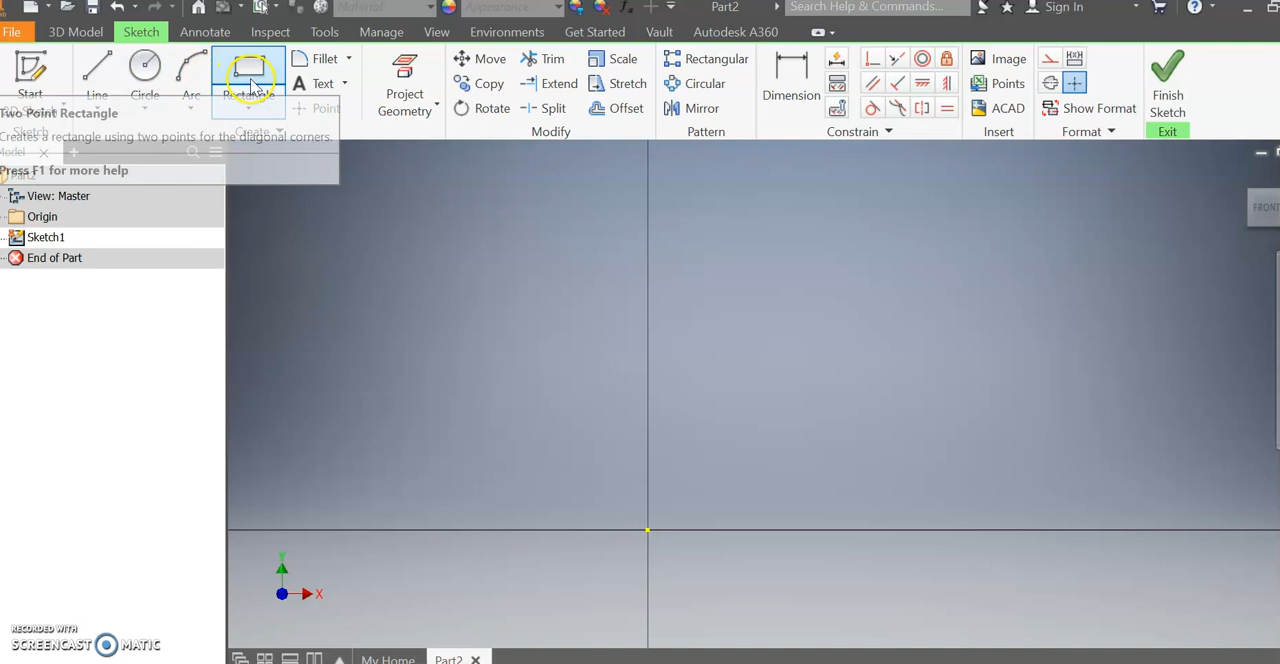 Material
Appearance
Part2
Search Help & Commands...
Sign In
File
3D Model
Sketch
Annotate
Inspect
Tools
Manage
View
Environments
Get Started
Vault
Autodesk A360
Start
Line
Circle
Arc
Rectangle
Fillet
Text
Point
Create
Project
Geometry
Move
Copy
Rotate
Trim
Extend
Split
Scale
Stretch
Offset
Modify
Rectangular
Circular
Mirror
Pattern
Dimension
Constrain
Image
Points
ACAD
Insert
Show Format
Format
Finish
Sketch
Exit
Two Point Rectangle
Creates a rectangle using two points for the diagonal corners.
Press F1 for more help
View: Master
Origin
Sketch1
End of Part
FRONT
Y
X
RECORDED WITH
SCREENCAST MATIC
My Home
Part2